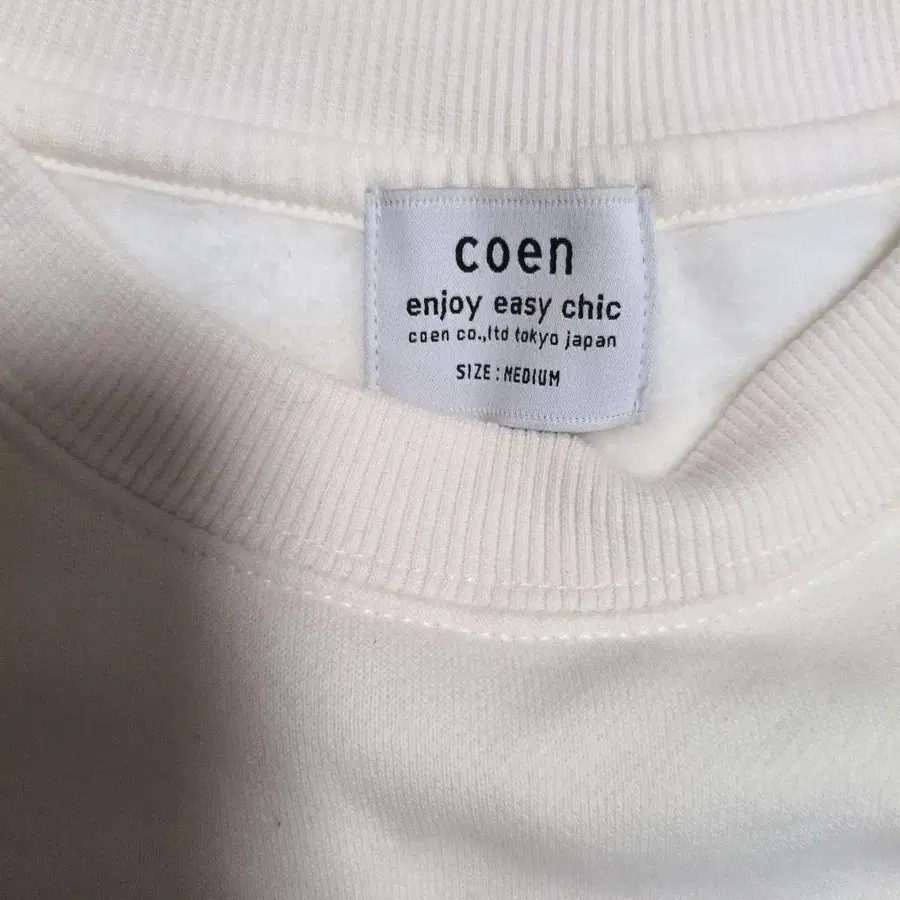 coen
enjoy easy chic
coen co.,ltd tokyo japan
SIZE : MEDIUM